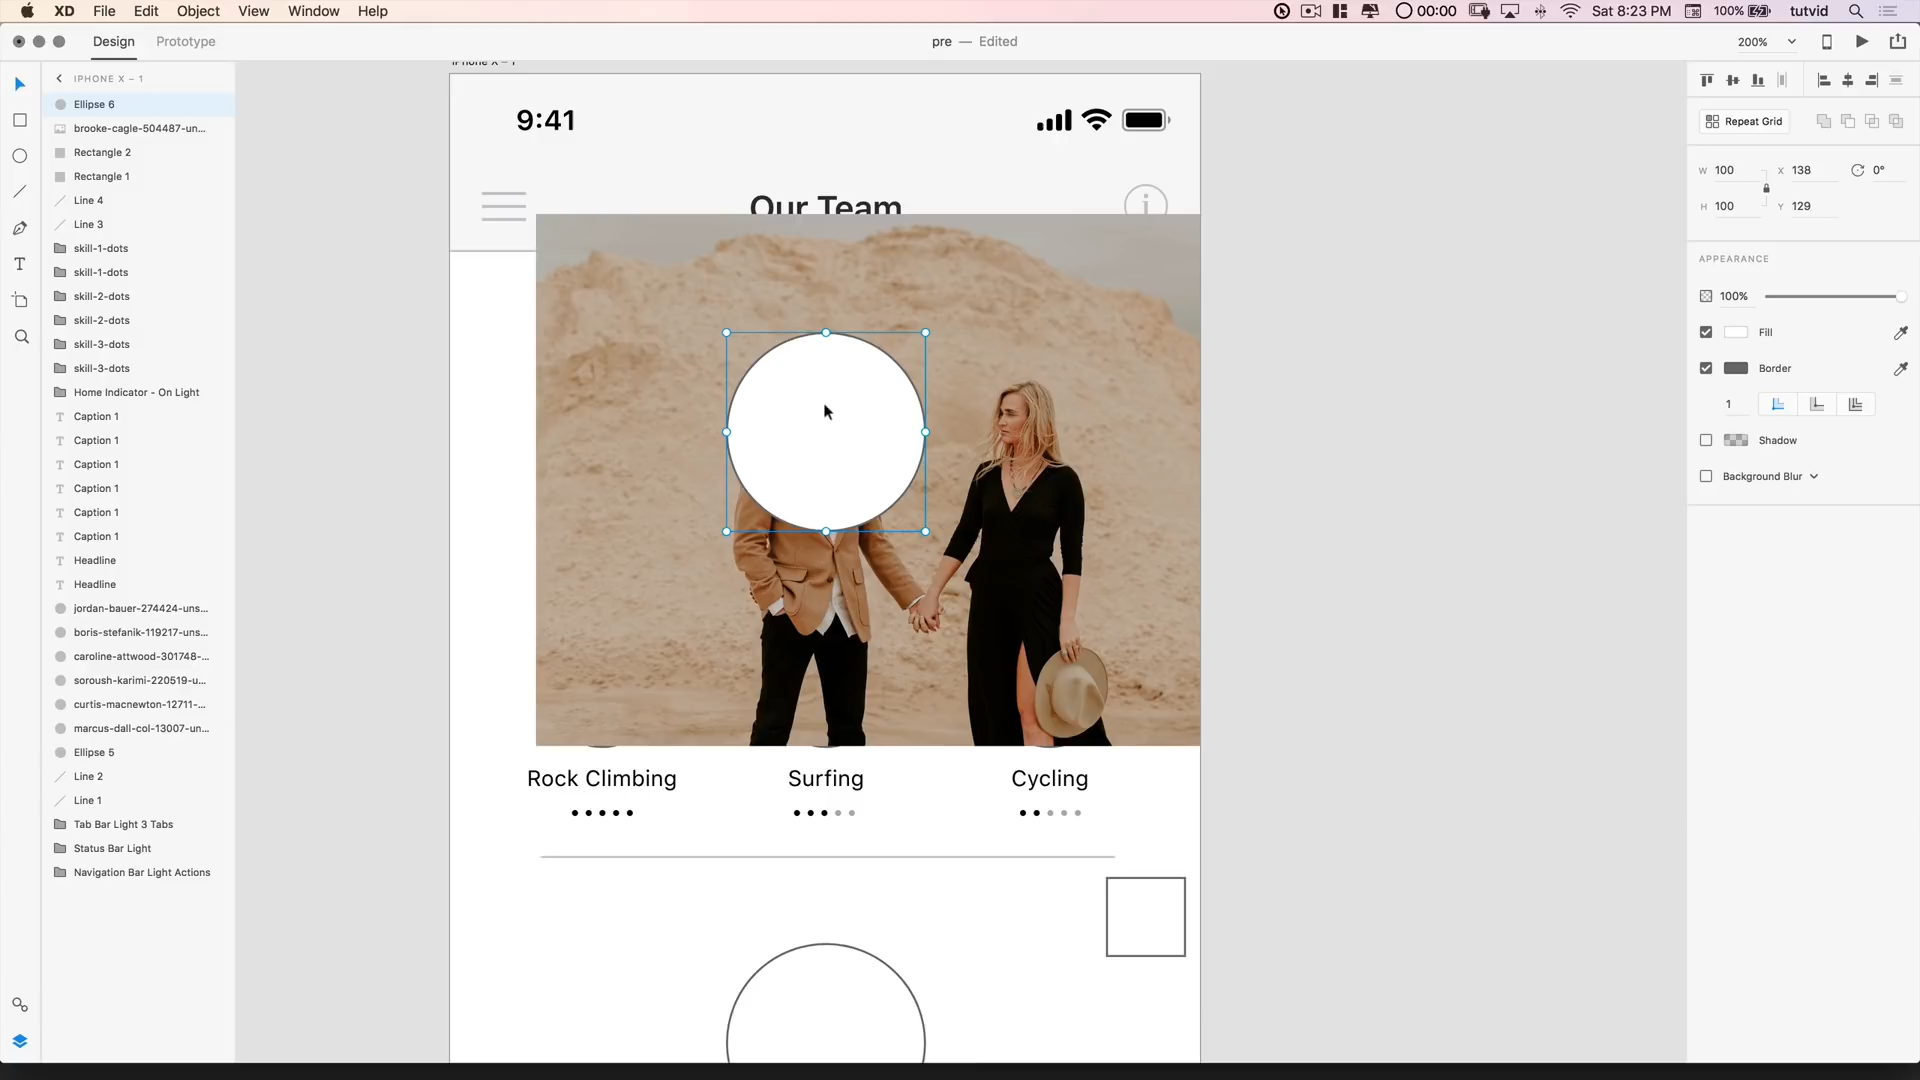 XD File Edit Object View Window Help 00:00 Sat 8:23 PM 100% tutvid
Design Prototype pre — Edited 200%
IPHONE X – 1
Ellipse 6
brooke-cagle-504487-un...
Rectangle 2
Rectangle 1
Line 4
Line 3
skill-1-dots
skill-1-dots
skill-2-dots
skill-2-dots
skill-3-dots
skill-3-dots
Home Indicator - On Light
Caption 1
Caption 1
Caption 1
Caption 1
Caption 1
Caption 1
Headline
Headline
jordan-bauer-274424-uns...
boris-stefanik-119217-uns...
caroline-attwood-301748-...
soroush-karimi-220519-u...
curtis-macnewton-12711-...
marcus-dall-col-13007-un...
Ellipse 5
Line 2
Line 1
Tab Bar Light 3 Tabs
Status Bar Light
Navigation Bar Light Actions
iPhone X – 1
9:41
Our Team
Rock Climbing Surfing Cycling
Repeat Grid
W 100 X 138 0°
H 100 Y 129
APPEARANCE
100%
Fill
Border
1
Shadow
Background Blur